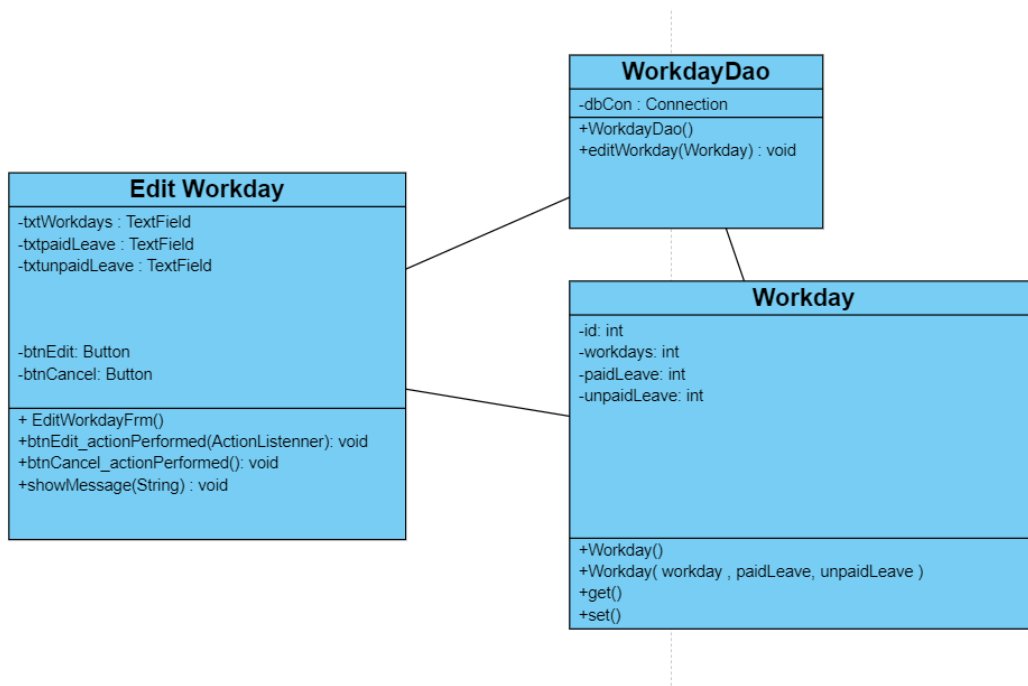 WorkdayDao
-dbCon : Connection
+WorkdayDao()
+editWorkday(Workday) : void
Edit Workday
-txtWorkdays : TextField
-txtpaidLeave : TextField
-txtunpaidLeave : TextField
-btnEdit: Button
-btnCancel: Button
+ EditWorkdayFrm()
+btnEdit_actionPerformed(ActionListenner): void
+btnCancel_actionPerformed(): void
+showMessage(String) : void
Workday
-id: int
-workdays: int
-paidLeave: int
-unpaidLeave: int
+Workday()
+Workday( workday , paidLeave, unpaidLeave )
+get()
+set()